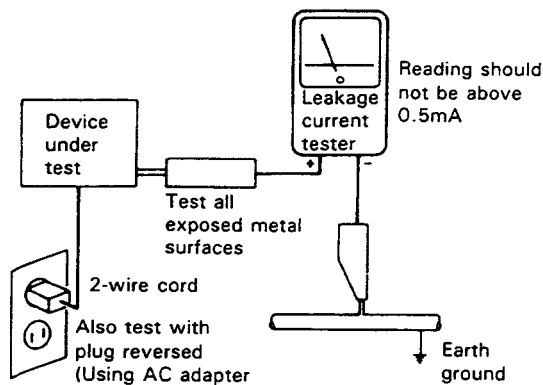 Device
under
test
Leakage
current
tester
+
-
Reading should
not be above
0.5mA
Test all
exposed metal
surfaces
2-wire cord
Also test with
plug reversed
(Using AC adapter
Earth
ground